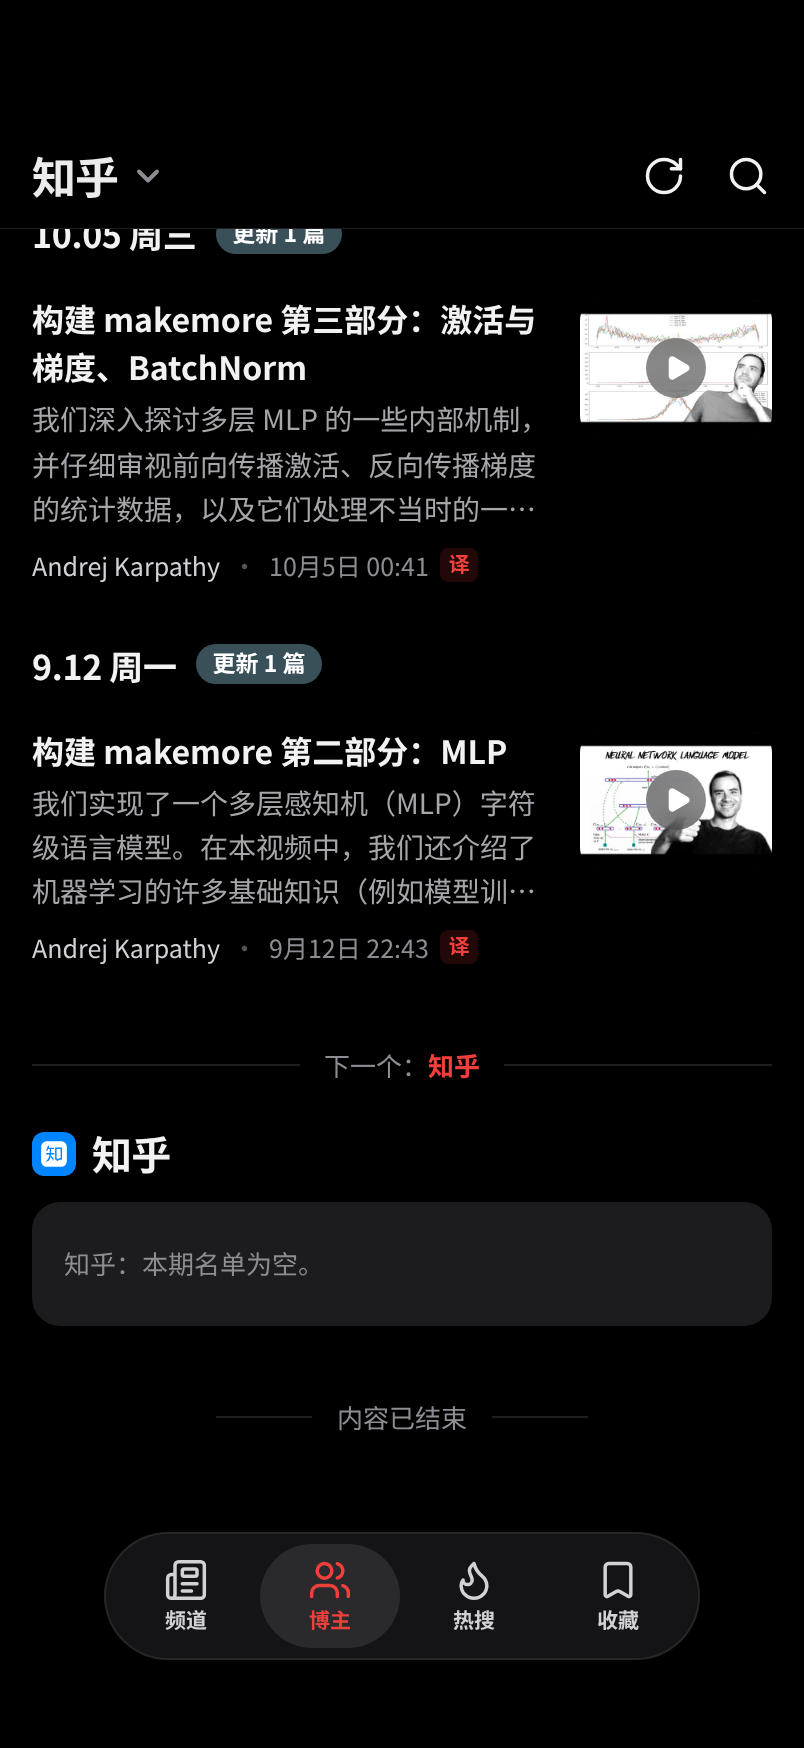 知乎
10.05 周三 更新 1 篇
构建 makemore 第三部分：激活与
梯度、BatchNorm
我们深入探讨多层 MLP 的一些内部机制，
并仔细审视前向传播激活、反向传播梯度
的统计数据，以及它们处理不当时的一…
Andrej Karpathy • 10月5日 00:41 译
9.12 周一 更新 1 篇
构建 makemore 第二部分：MLP
NEURAL NETWORK LANGUAGE MODEL
我们实现了一个多层感知机（MLP）字符
级语言模型。在本视频中，我们还介绍了
机器学习的许多基础知识（例如模型训…
Andrej Karpathy • 9月12日 22:43 译
下一个：知乎
知 知乎
知乎：本期名单为空。
内容已结束
频道 博主 热搜 收藏